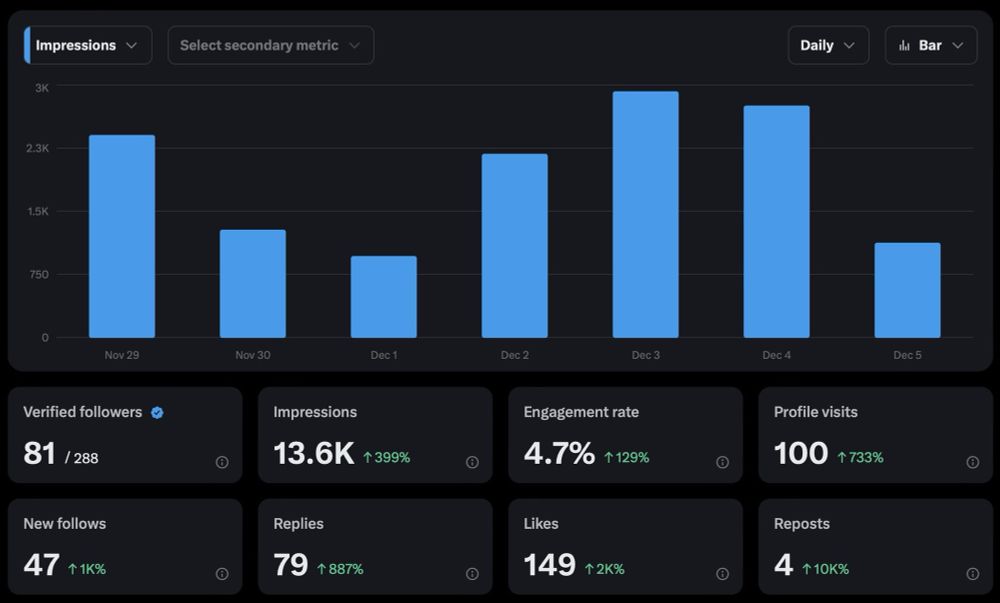 Impressions Select secondary metric Daily Bar
3K
2.3K
1.5K
750
0
Nov 29 Nov 30 Dec 1 Dec 2 Dec 3 Dec 4 Dec 5
Verified followers Impressions Engagement rate Profile visits
81 / 288 13.6K ↑399% 4.7% ↑129% 100 ↑733%
New follows Replies Likes Reposts
47 ↑1K% 79 ↑887% 149 ↑2K% 4 ↑10K%